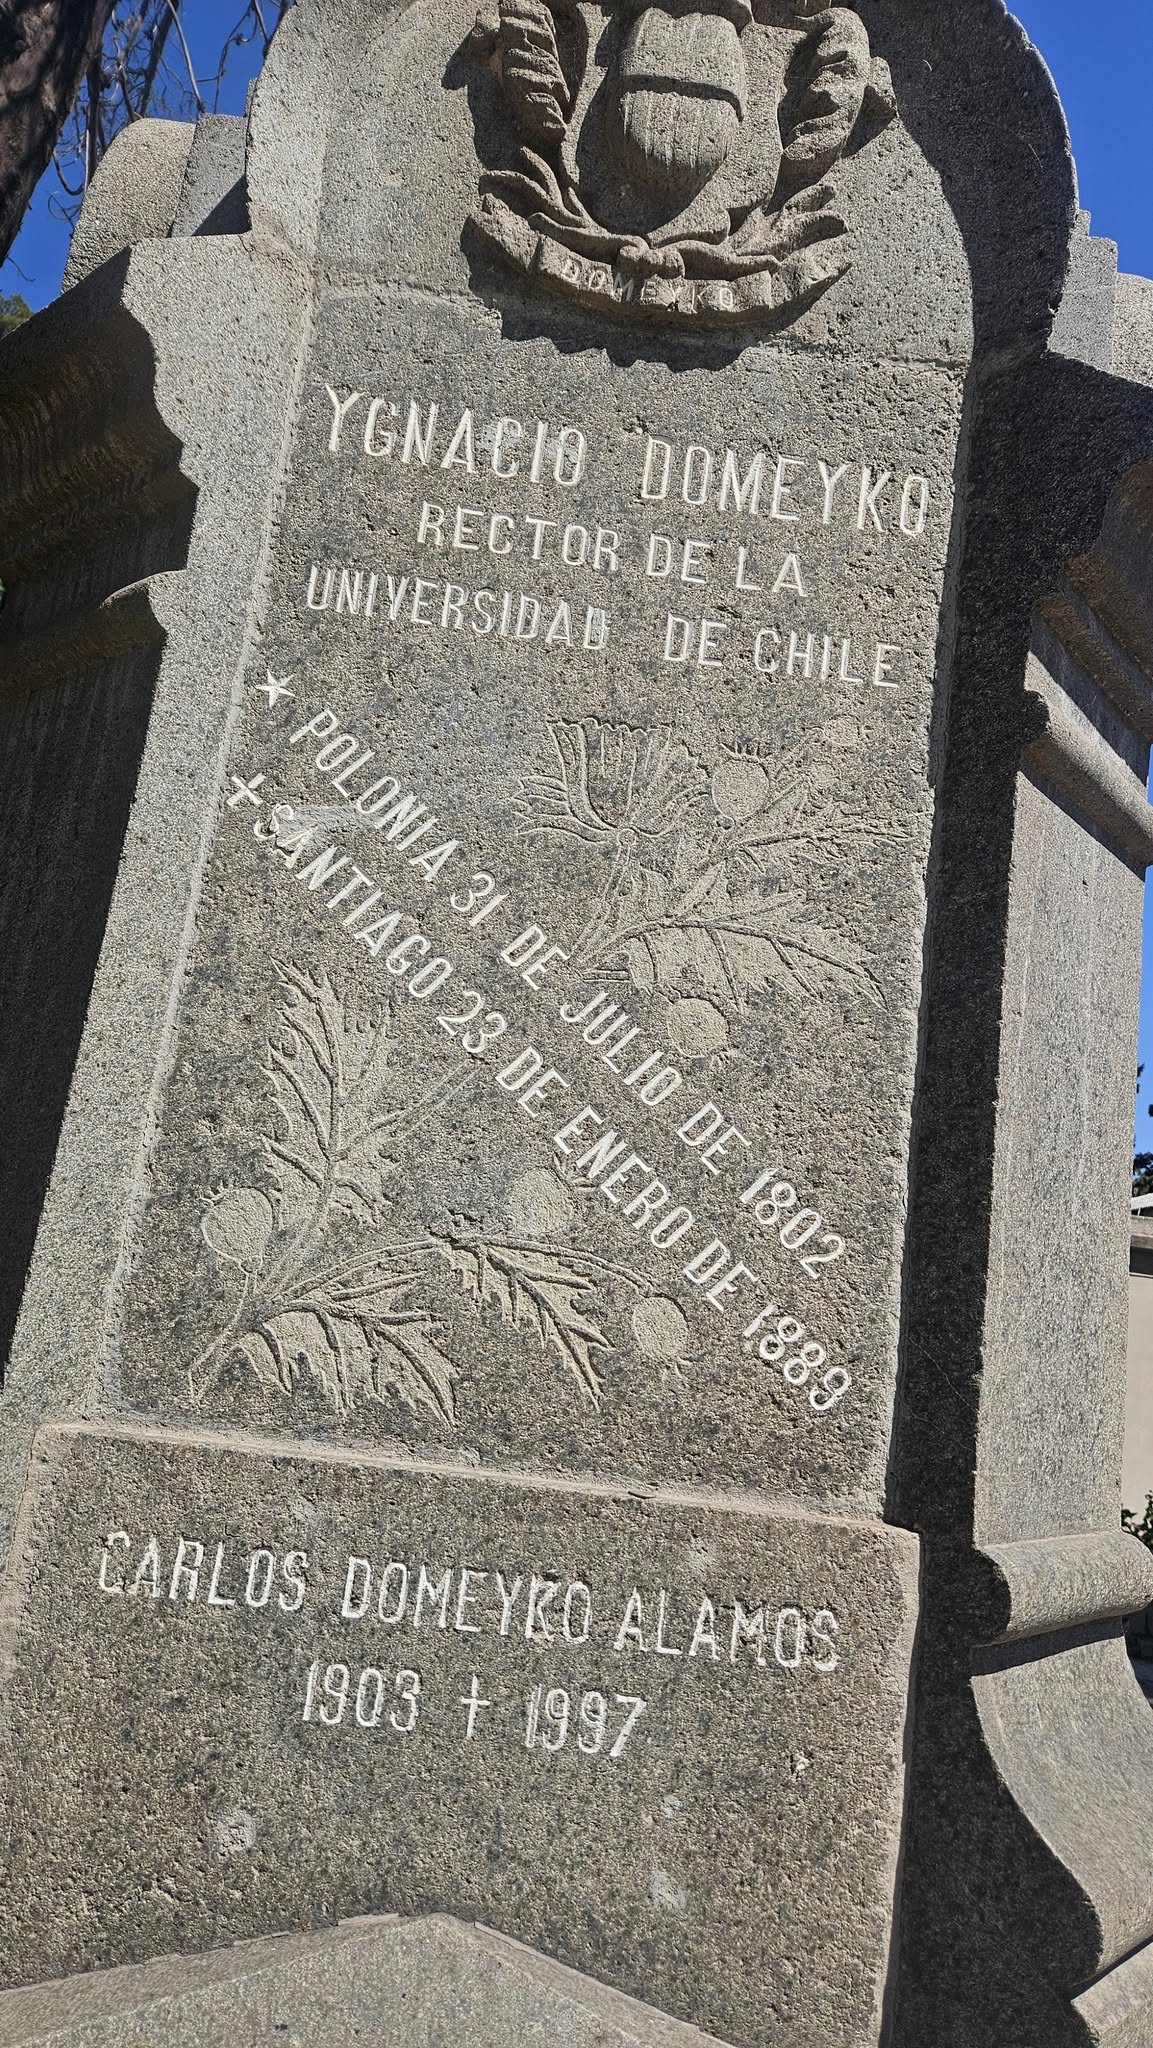 DOMEYKO
YGNACIO DOMEYKO
RECTOR DE LA
UNIVERSIDAD DE CHILE
★ POLONIA 31 DE JULIO DE 1802
✝ SANTIAGO 23 DE ENERO DE 1889
CARLOS DOMEYKO ALAMOS
1903 ✝ 1997